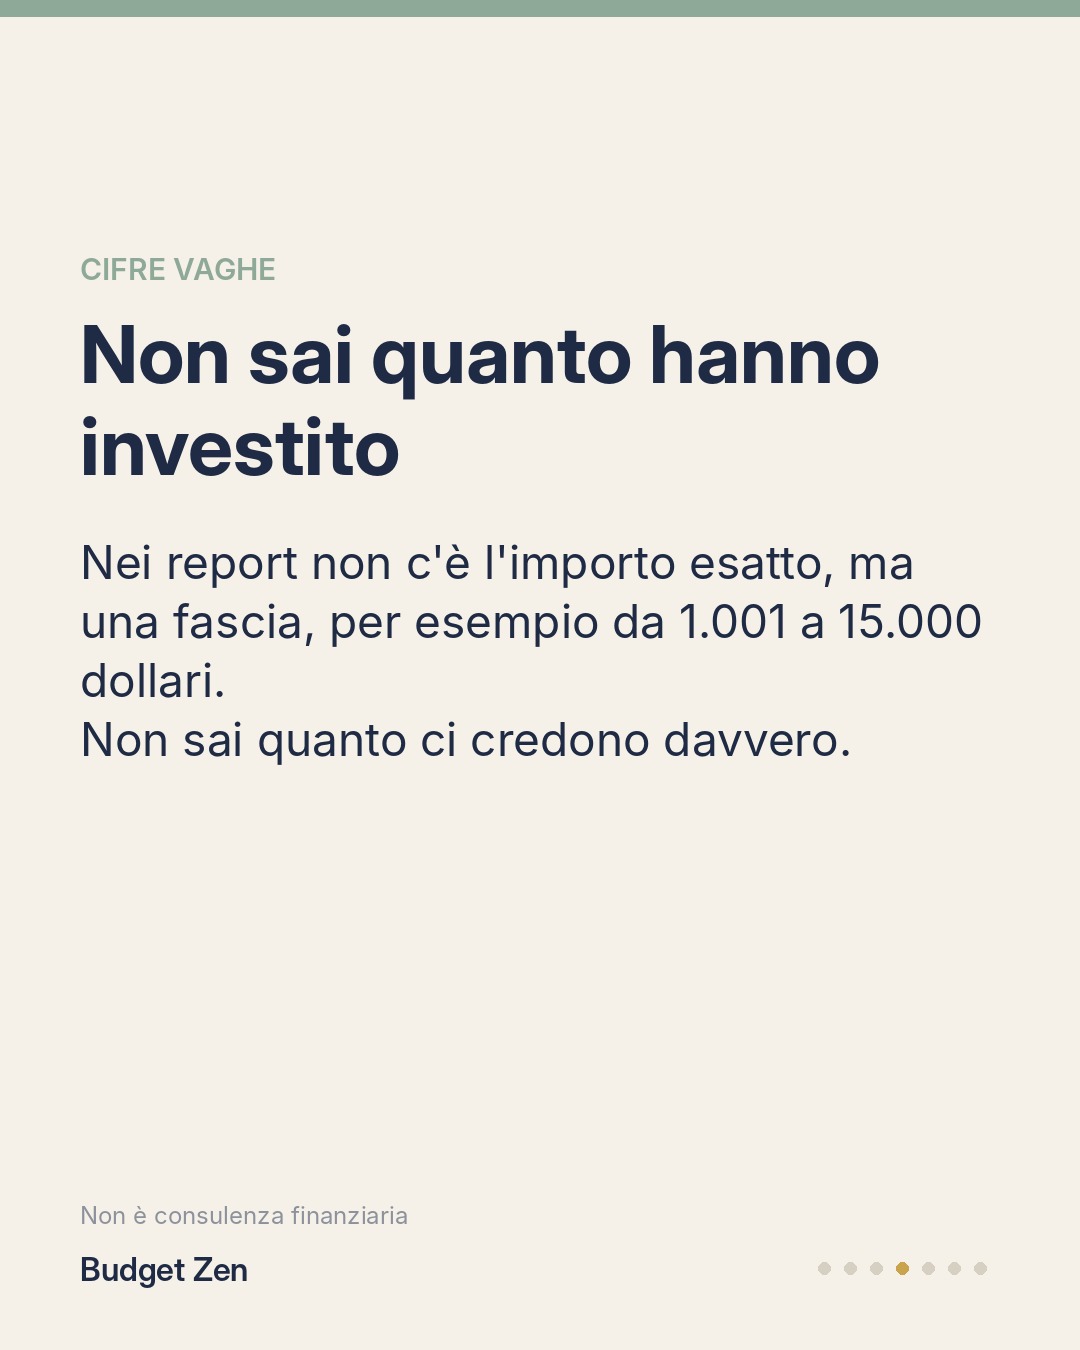 CIFRE VAGHE
Non sai quanto hanno
investito
Nei report non c'è l'importo esatto, ma
una fascia, per esempio da 1.001 a 15.000
dollari.
Non sai quanto ci credono davvero.
Non è consulenza finanziaria
Budget Zen